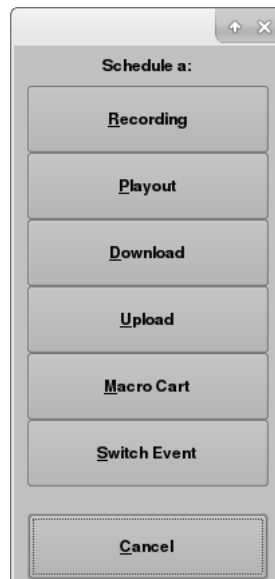 Schedule a:
Recording
Playout
Download
Upload
Macro Cart
Switch Event
Cancel